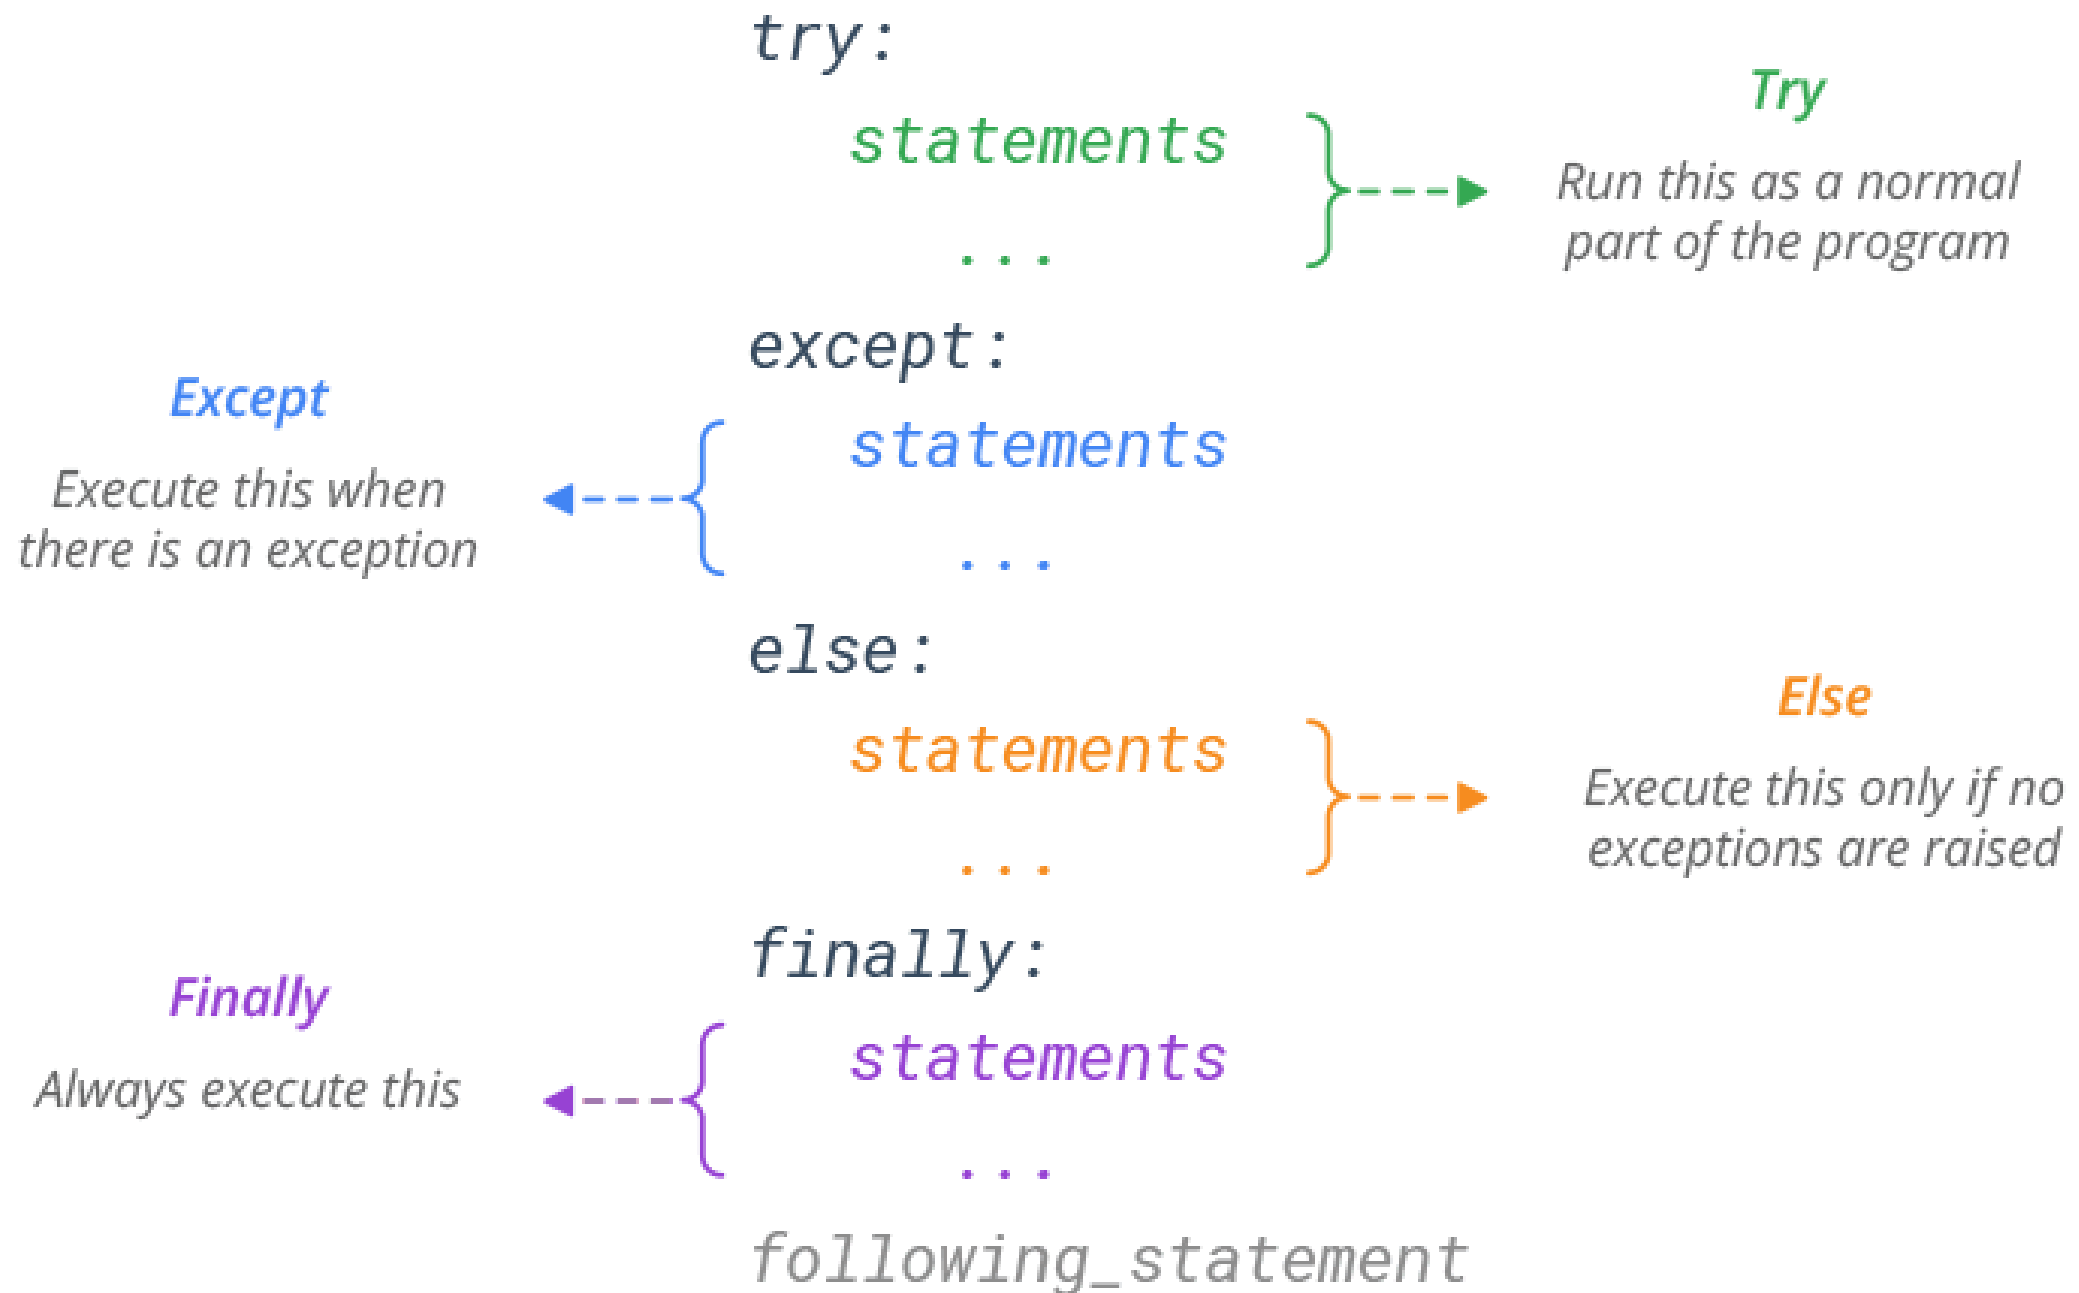 try:
Try
statements
Run this as a normal
part of the program
...
except:
Except
statements
Execute this when
there is an exception
...
else:
Else
statements
Execute this only if no
exceptions are raised
...
finally:
Finally
statements
Always execute this
...
following_statement